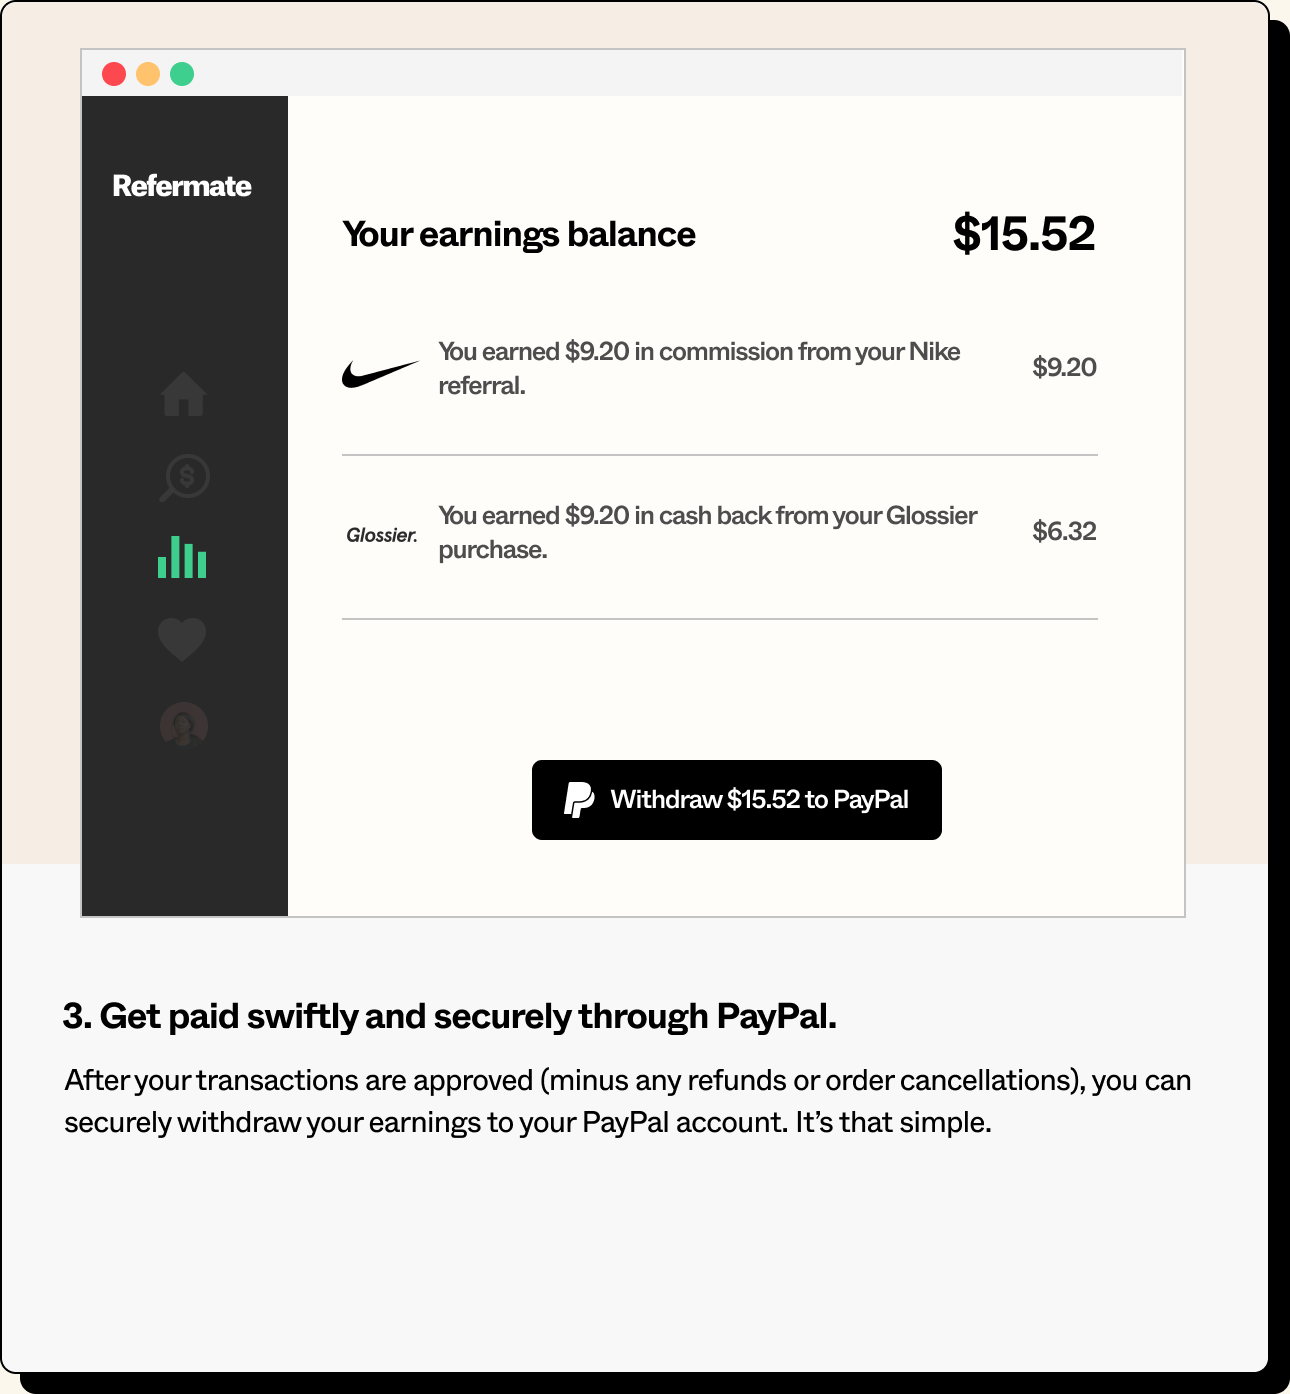 Refermate
Your earnings balance
$15.52
You earned $9.20 in commission from your Nike
referral.
$9.20
Glossier.
You earned $9.20 in cash back from your Glossier
purchase.
$6.32
Withdraw $15.52 to PayPal
3. Get paid swiftly and securely through PayPal.
After your transactions are approved (minus any refunds or order cancellations), you can
securely withdraw your earnings to your PayPal account. It’s that simple.